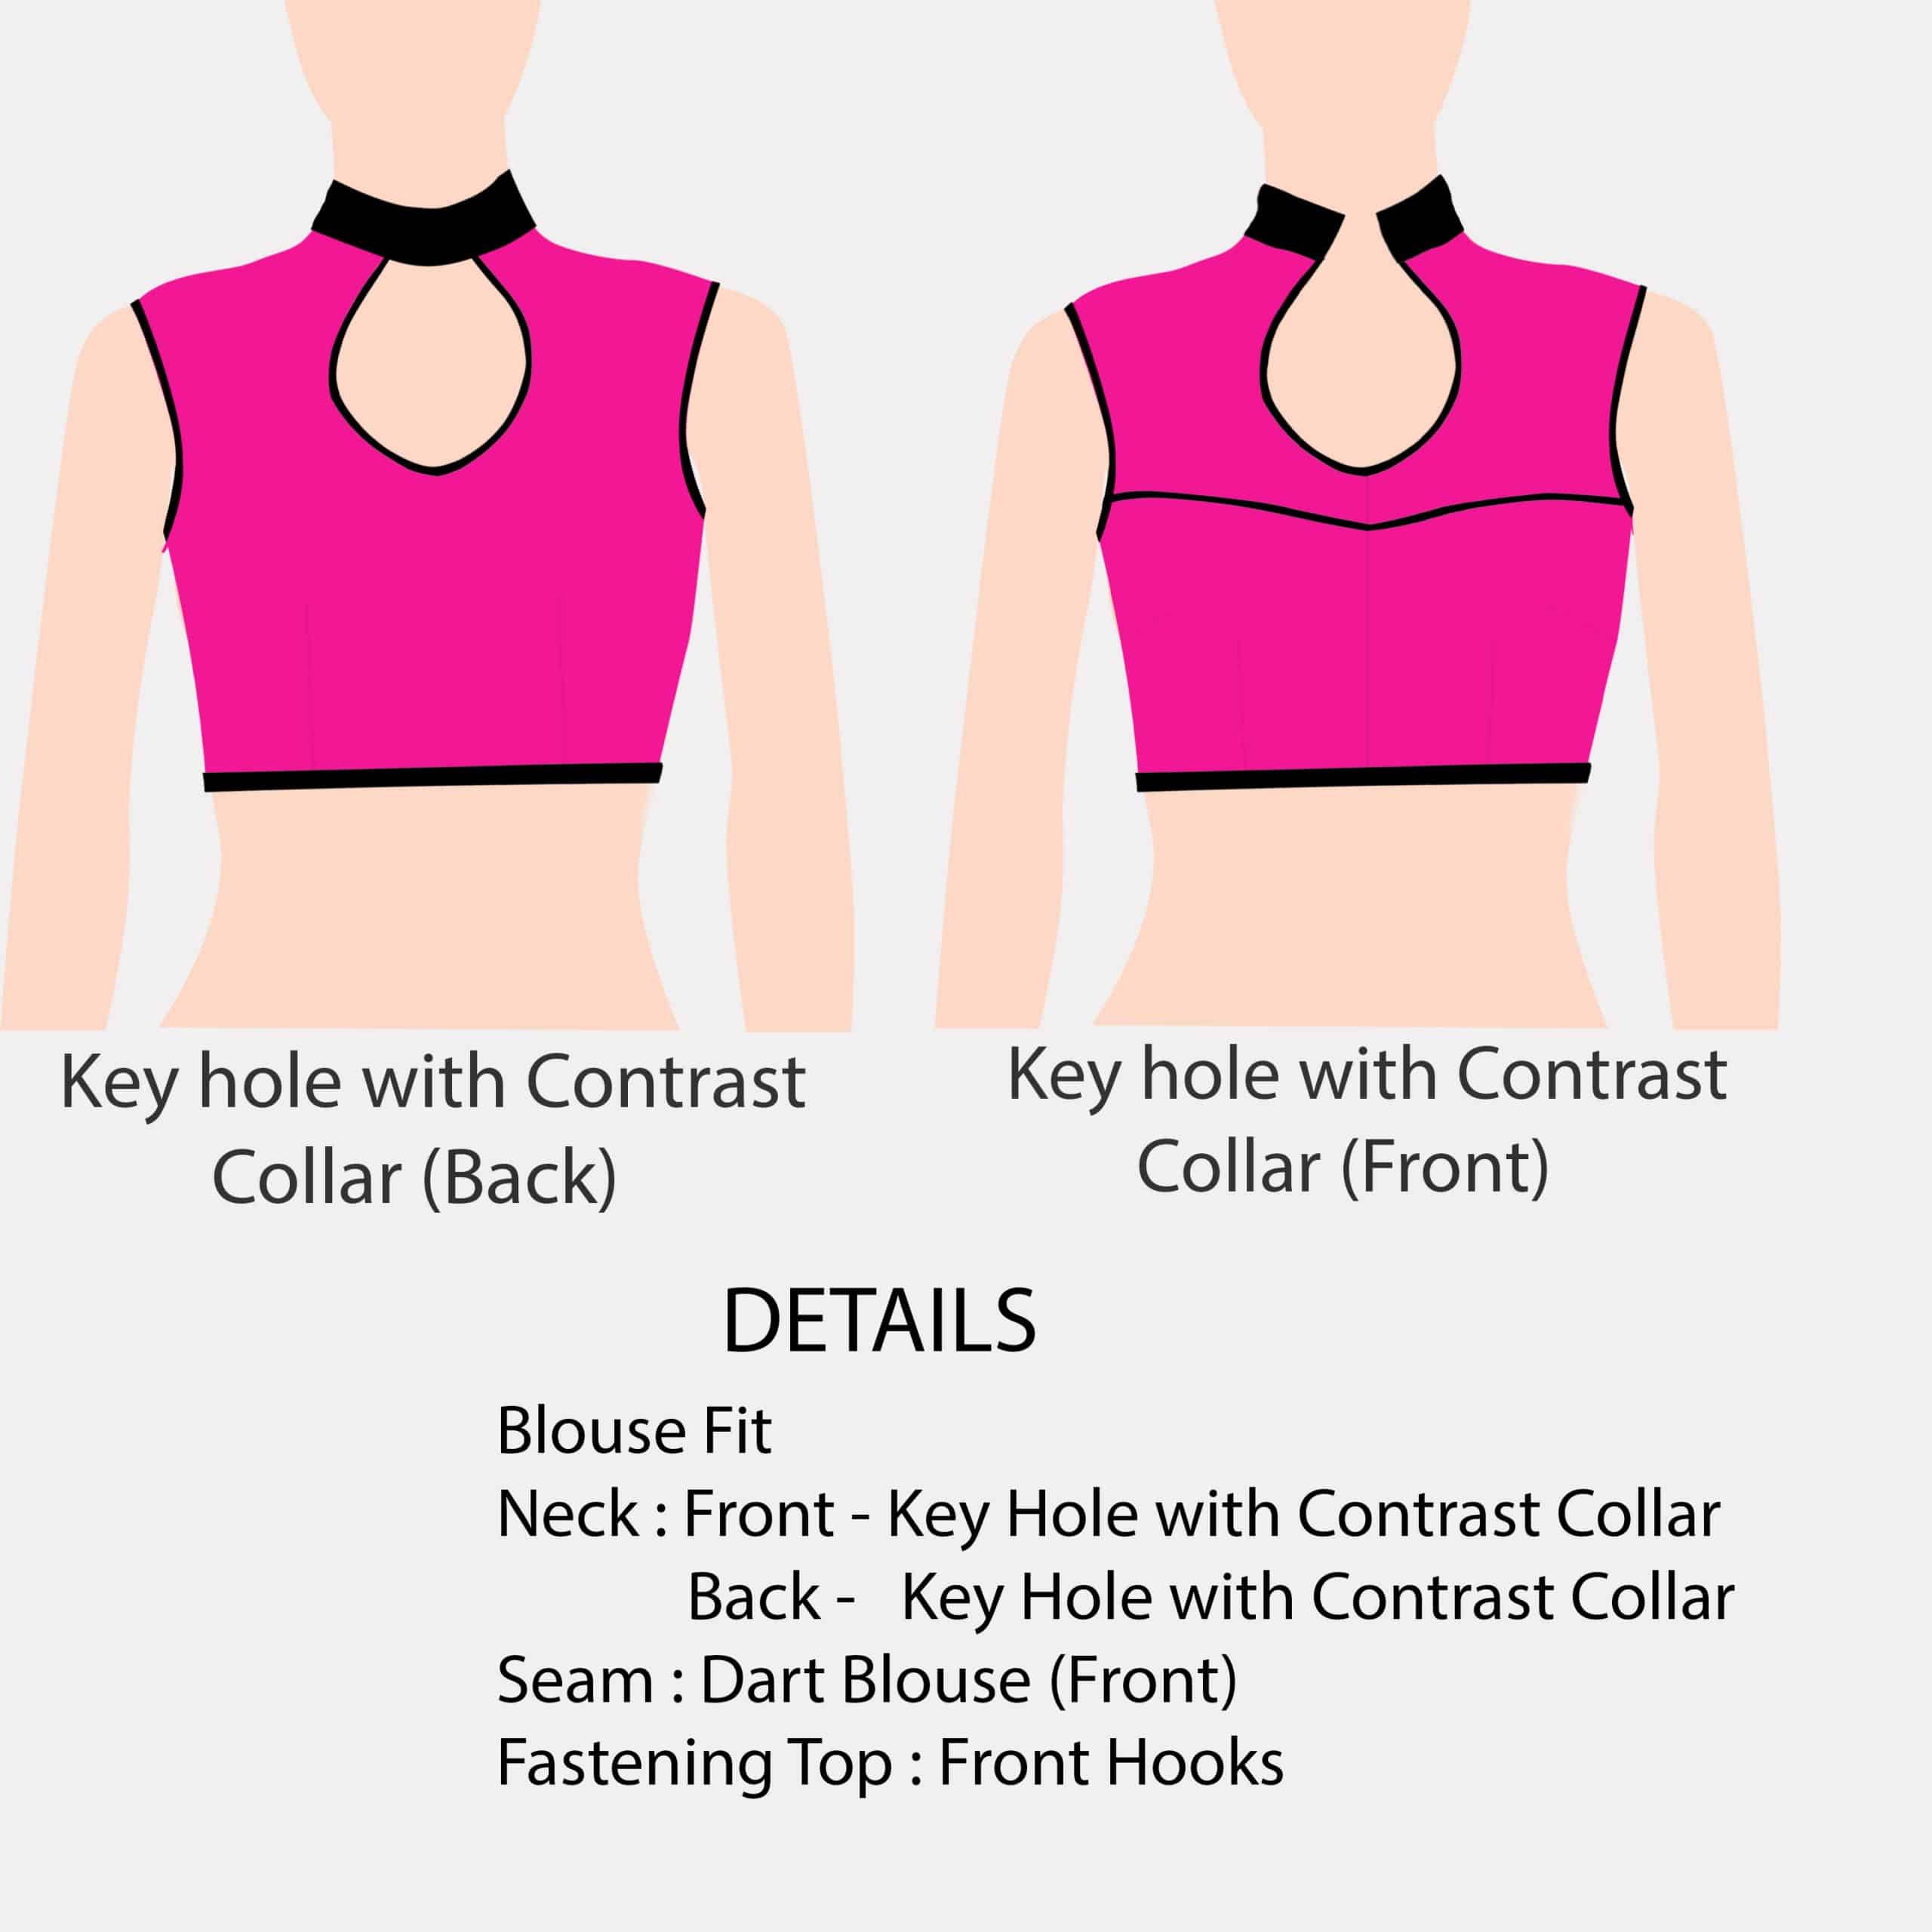 Key hole with Contrast
Collar (Back)
Key hole with Contrast
Collar (Front)
DETAILS
Blouse Fit
Neck : Front - Key Hole with Contrast Collar
Back - Key Hole with Contrast Collar
Seam : Dart Blouse (Front)
Fastening Top : Front Hooks